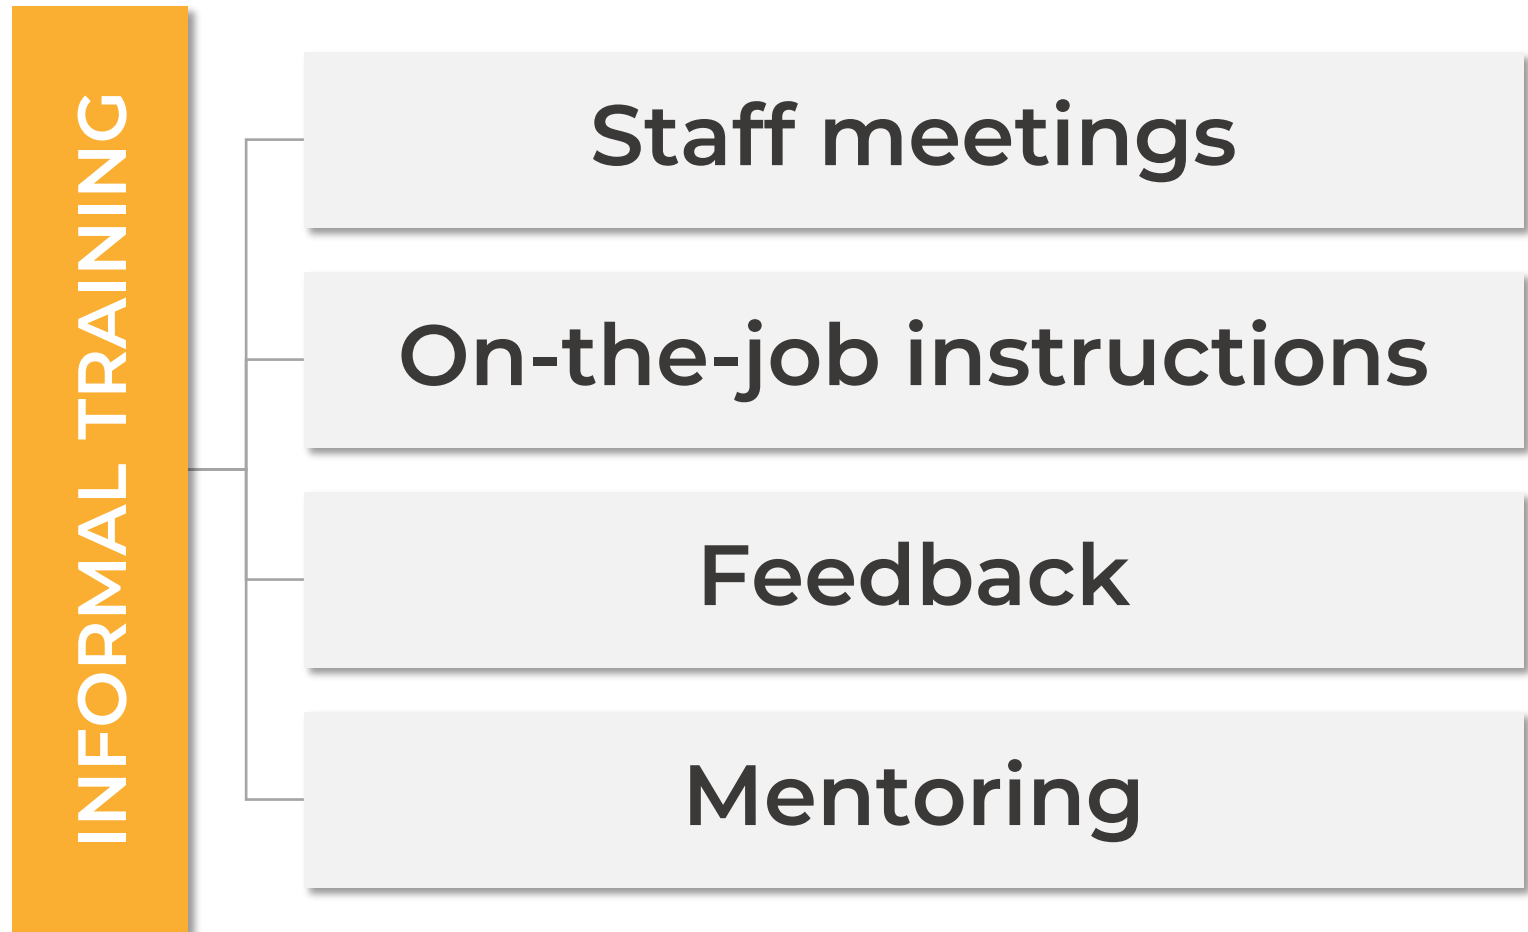 INFORMAL TRAINING
Staff meetings
On-the-job instructions
Feedback
Mentoring